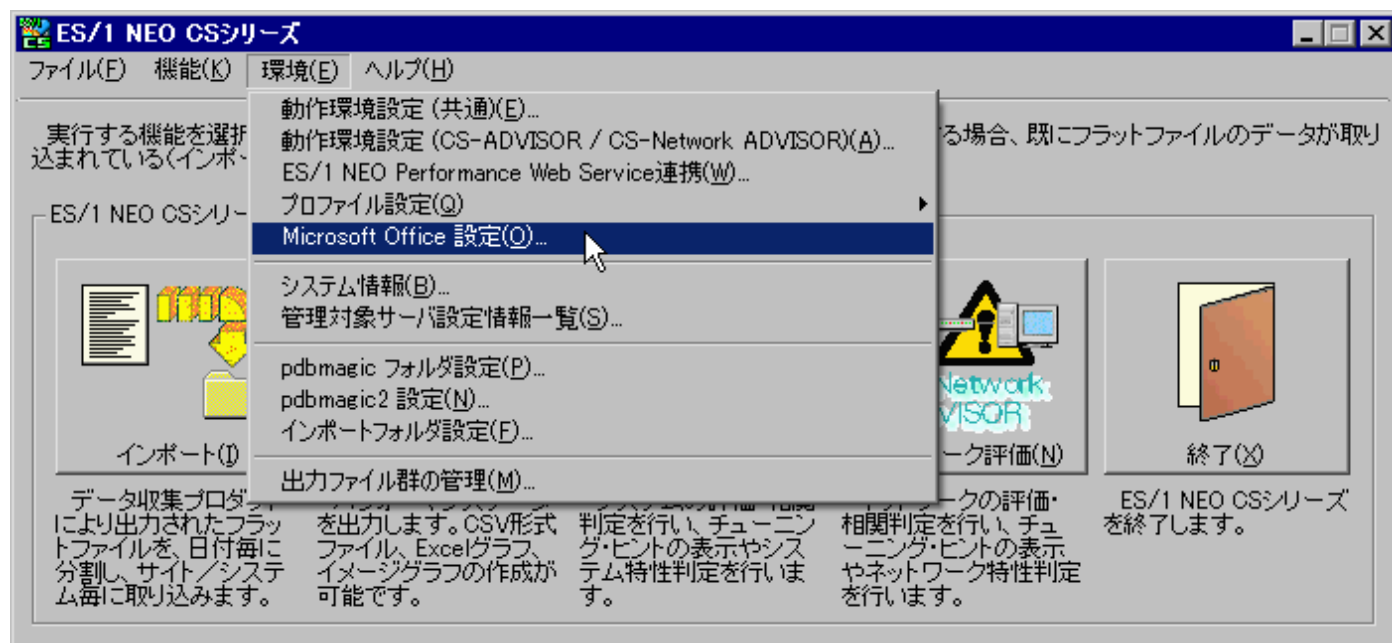 ES/1 NEO CSシリーズ
ファイル(F) 機能(K) 環境(E) ヘルプ(H)
動作環境設定 (共通)(E)...
実行する機能を選択
動作環境設定 (CS-ADVISOR / CS-Network ADVISOR)(A)...
る場合、既にフラットファイルのデータが取り
込まれている(インポー
ES/1 NEO Performance Web Service連携(W)...
プロファイル設定(Q)
ES/1 NEO CSシリー
Microsoft Office 設定(O)...
システム情報(B)...
管理対象サーバ設定情報一覧(S)...
pdbmagic フォルダ設定(P)...
pdbmagic2 設定(N)...
インポートフォルダ設定(F)...
出力ファイル群の管理(M)...
Network
VISOR
インポート(I)
ーク評価(N)
終了(X)
データ収集プロダクト
により出力されたフラッ
トファイルを、日付毎に
分割し、サイト/システ
ム毎に取り込みます。
を出力します。CSV形式
ファイル、Excelグラフ、
イメージグラフの作成が
可能です。
判定を行い、チューニン
グ・ヒントの表示やシス
テム特性判定を行いま
す。
ネットワークの評価・
相関判定を行い、チュ
ーニング・ヒントの表示
やネットワーク特性判定
を行います。
ES/1 NEO CSシリーズ
を終了します。